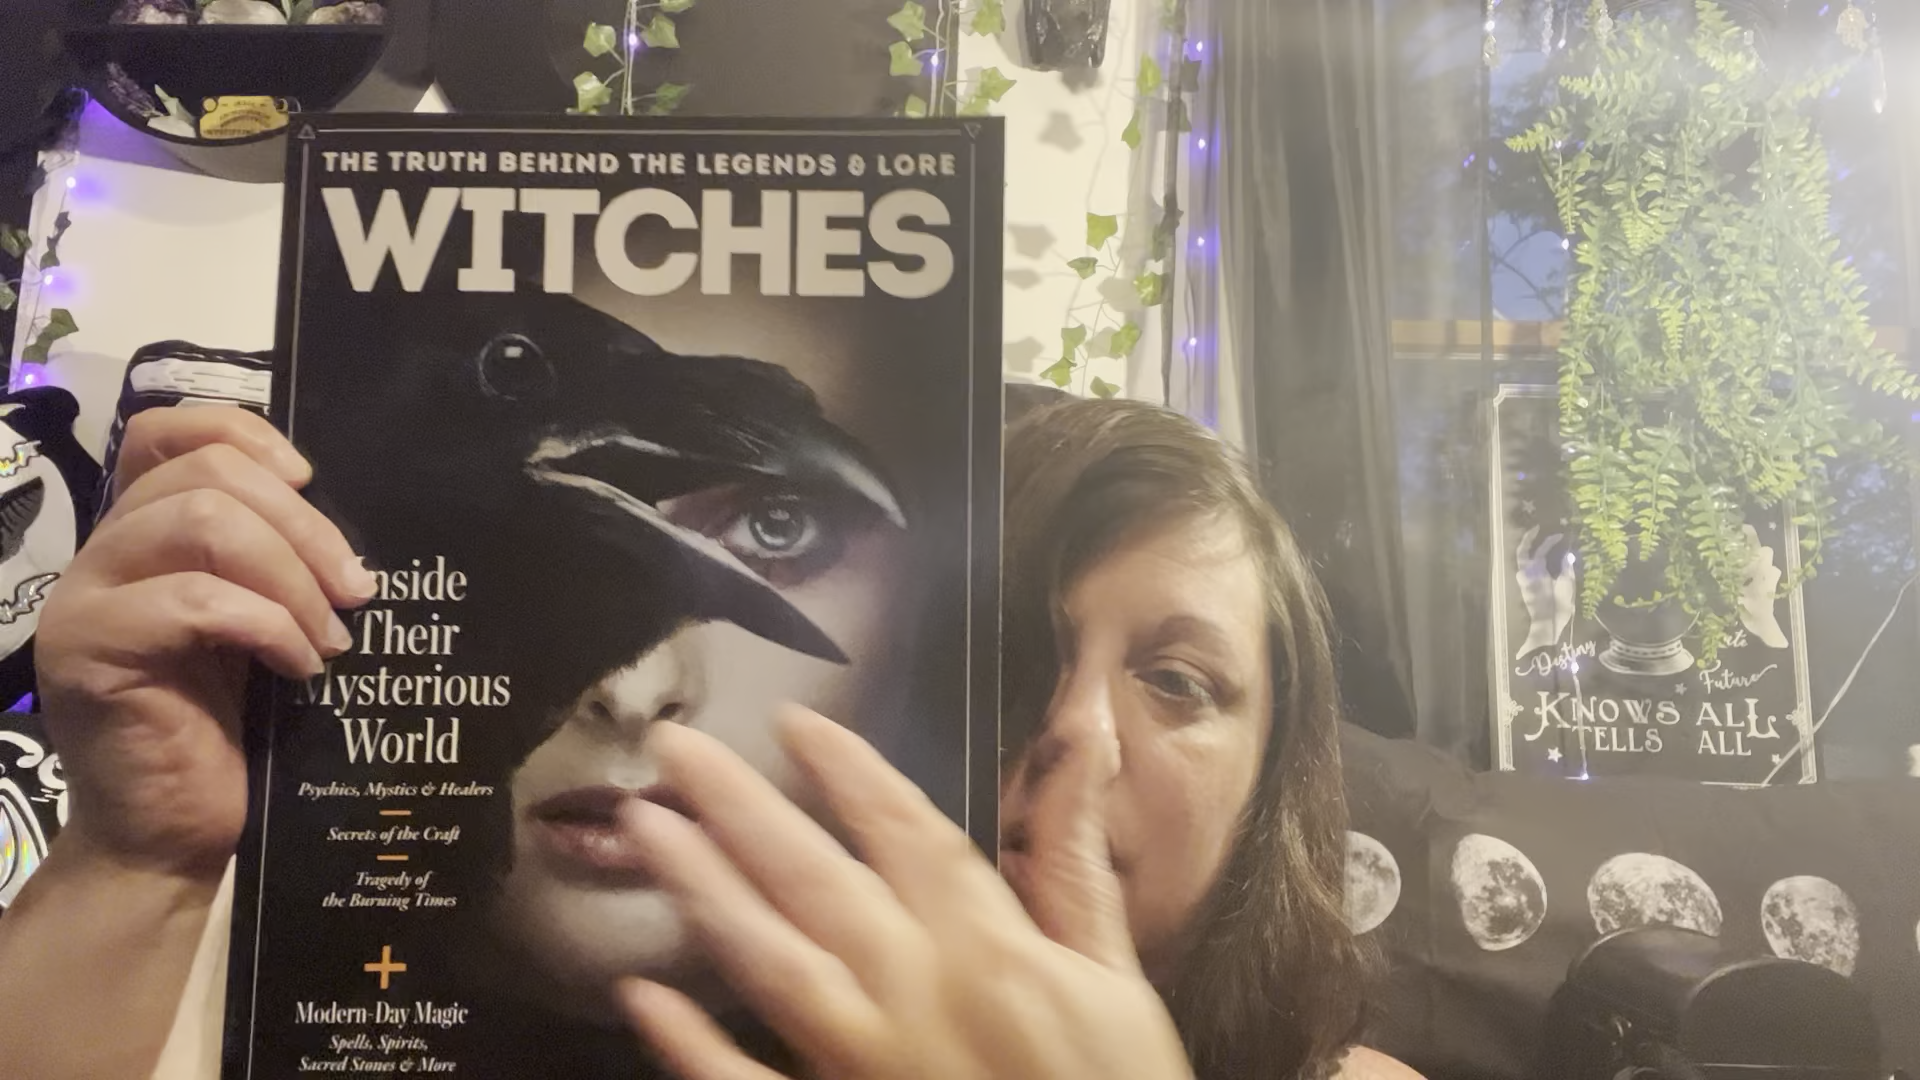 THE TRUTH BEHIND THE LEGENDS & LORE
WITCHES
Inside
Their
Mysterious
World
Psychics, Mystics & Healers
Secrets of the Craft
Tragedy of
the Burning Times
+
Modern-Day Magic
Spells, Spirits,
Sacred Stones & More
Destiny
Future
KNOWS ALL
TELLS ALL